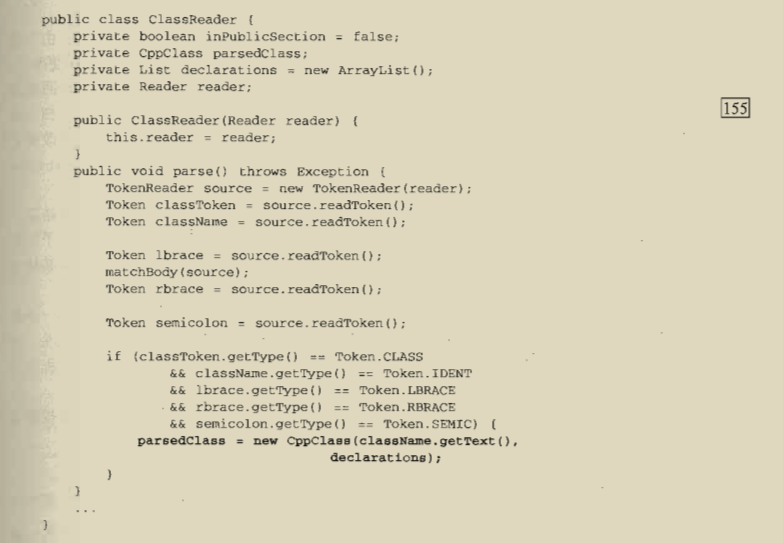 public class ClassReader {
    private boolean inPublicSection = false;
    private CppClass parsedClass;
    private List declarations = new ArrayList();
    private Reader reader;
155
    public ClassReader(Reader reader) {
        this.reader = reader;
    }
    public void parse() throws Exception {
        TokenReader source = new TokenReader(reader);
        Token classToken = source.readToken();
        Token className = source.readToken();

        Token lbrace = source.readToken();
        matchBody(source);
        Token rbrace = source.readToken();

        Token semicolon = source.readToken();

        if (classToken.getType() == Token.CLASS
                && className.getType() == Token.IDENT
                && lbrace.getType() == Token.LBRACE
                && rbrace.getType() == Token.RBRACE
                && semicolon.getType() == Token.SEMIC) {
            parsedClass = new CppClass(className.getText(),
                                declarations);
        }
    }
    ...
}